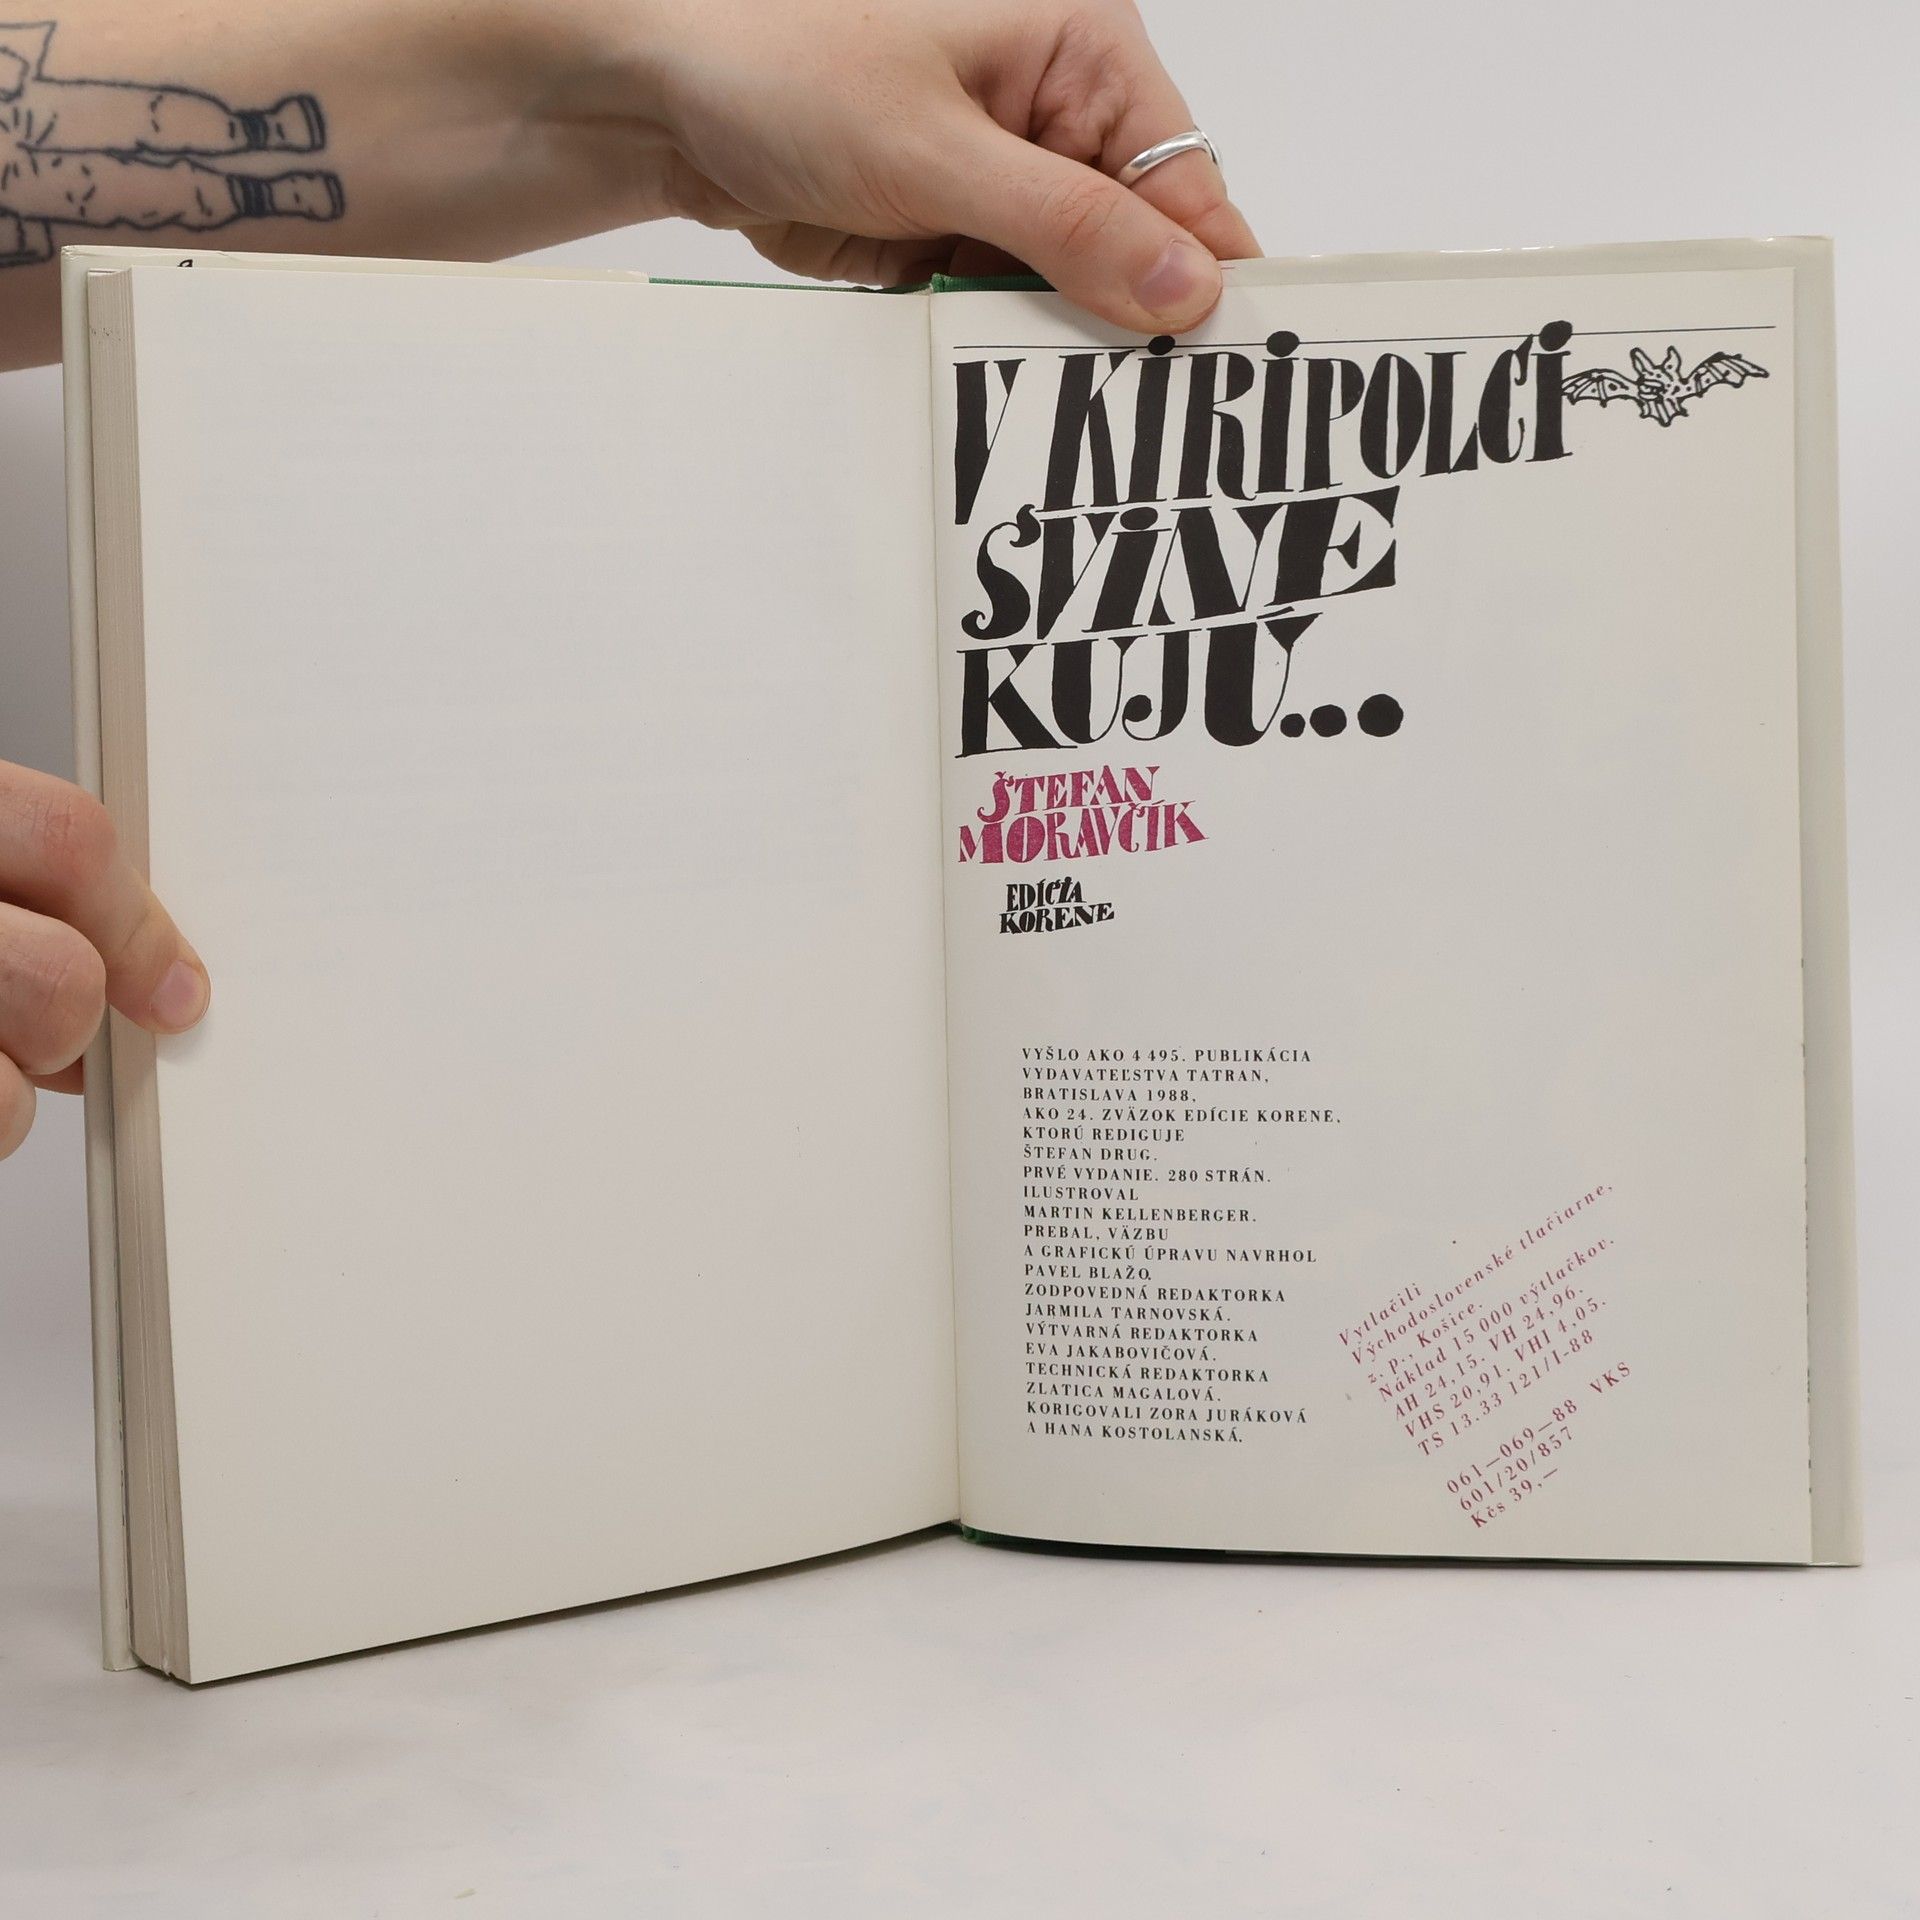 V KIRIPOLCI
SVINE
KUJÚ...
ŠTEFAN
MORAVČÍK
EDÍCIA
KORENE
VYŠLO AKO 4 495. PUBLIKÁCIA
VYDAVATEĽSTVA TATRAN,
BRATISLAVA 1988,
AKO 24. ZVÄZOK EDÍCIE KORENE,
KTORÚ REDIGUJE
ŠTEFAN DRUG.
PRVÉ VYDANIE. 280 STRÁN.
ILUSTROVAL
MARTIN KELLENBERGER.
PREBAL, VÄZBU
A GRAFICKÚ ÚPRAVU NAVRHOL
PAVEL BLAŽO.
ZODPOVEDNÁ REDAKTORKA
JARMILA TARNOVSKÁ.
VÝTVARNÁ REDAKTORKA
EVA JAKABOVIČOVÁ.
TECHNICKÁ REDAKTORKA
ZLATICA MAGALOVÁ.
KORIGOVALI ZORA JURÁKOVÁ
A HANA KOSTOLANSKÁ.
Vytlačili
Východoslovenské tlačiarne,
z. p., Košice.
Náklad 15 000 výtlačkov.
AH 24,15. VH 24,96.
VHS 20,91. VHI 4,05.
TS 13.33 121/I-88
061—069—88 VKS
601/20/857
Kčs 39,—